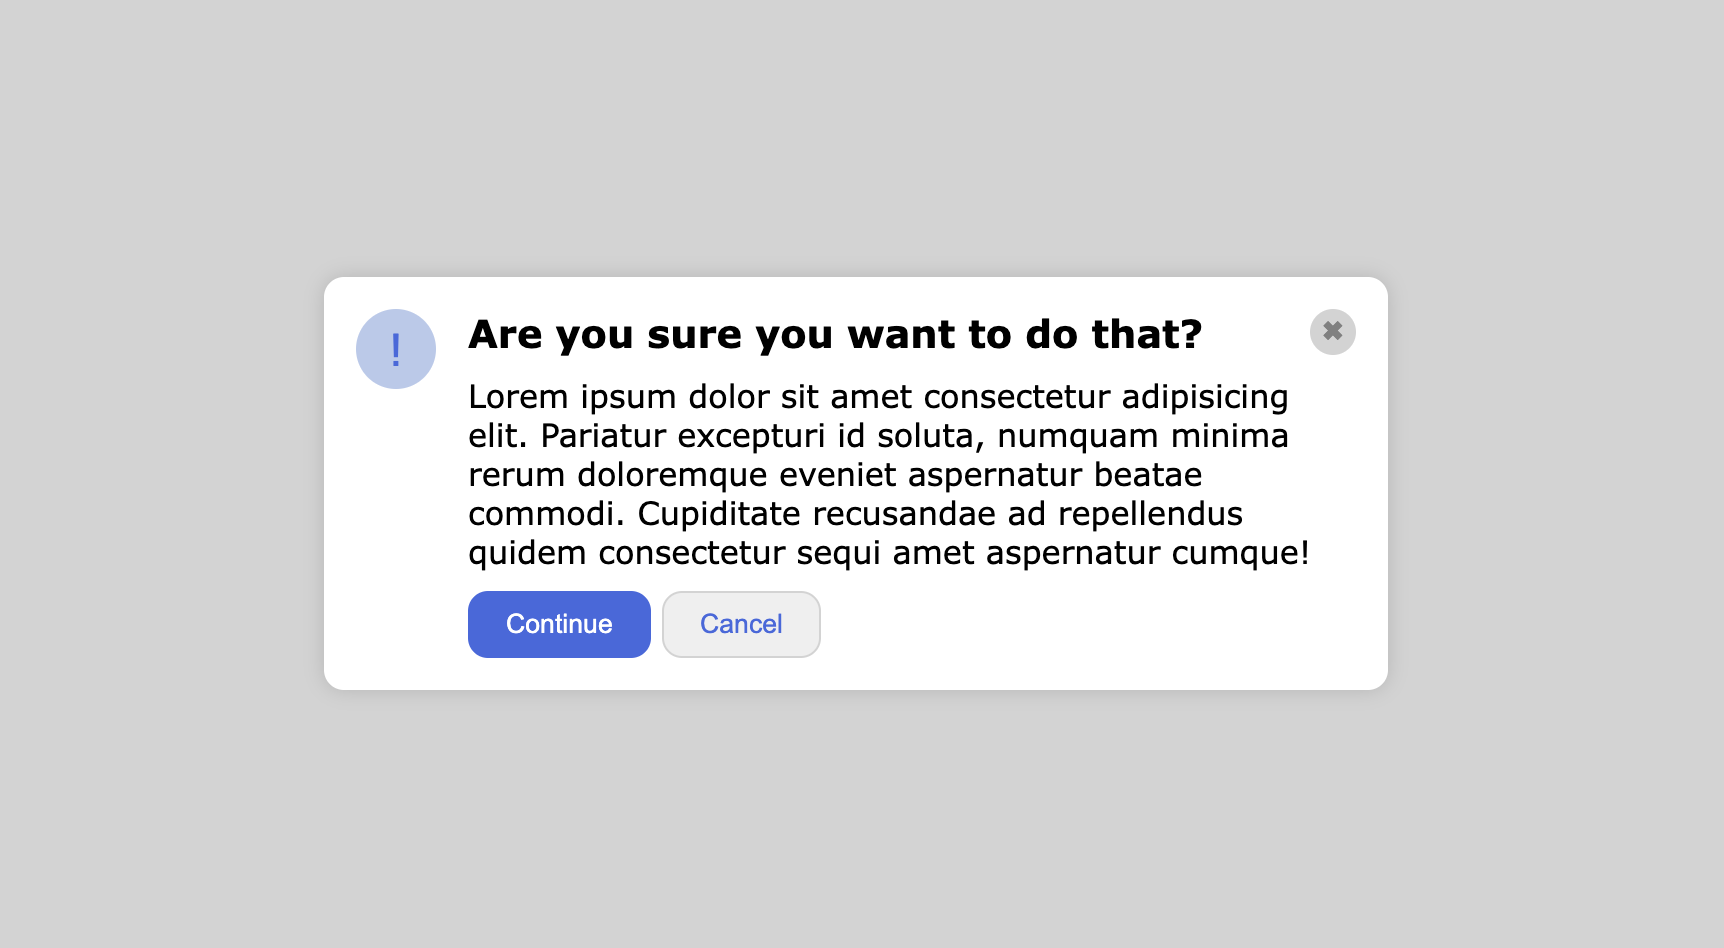 !
Are you sure you want to do that?
✖
Lorem ipsum dolor sit amet consectetur adipisicing
elit. Pariatur excepturi id soluta, numquam minima
rerum doloremque eveniet aspernatur beatae
commodi. Cupiditate recusandae ad repellendus
quidem consectetur sequi amet aspernatur cumque!
Continue
Cancel